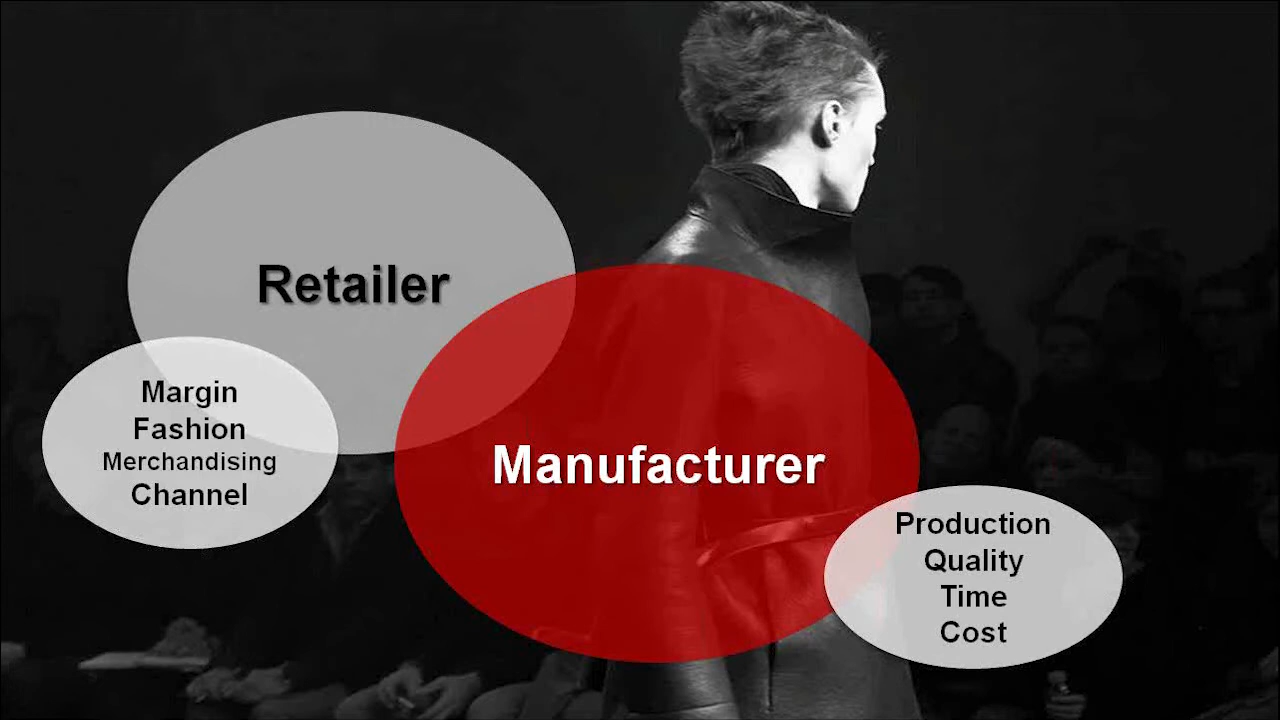 Retailer
Margin
Fashion
Merchandising
Channel
Manufacturer
Production
Quality
Time
Cost